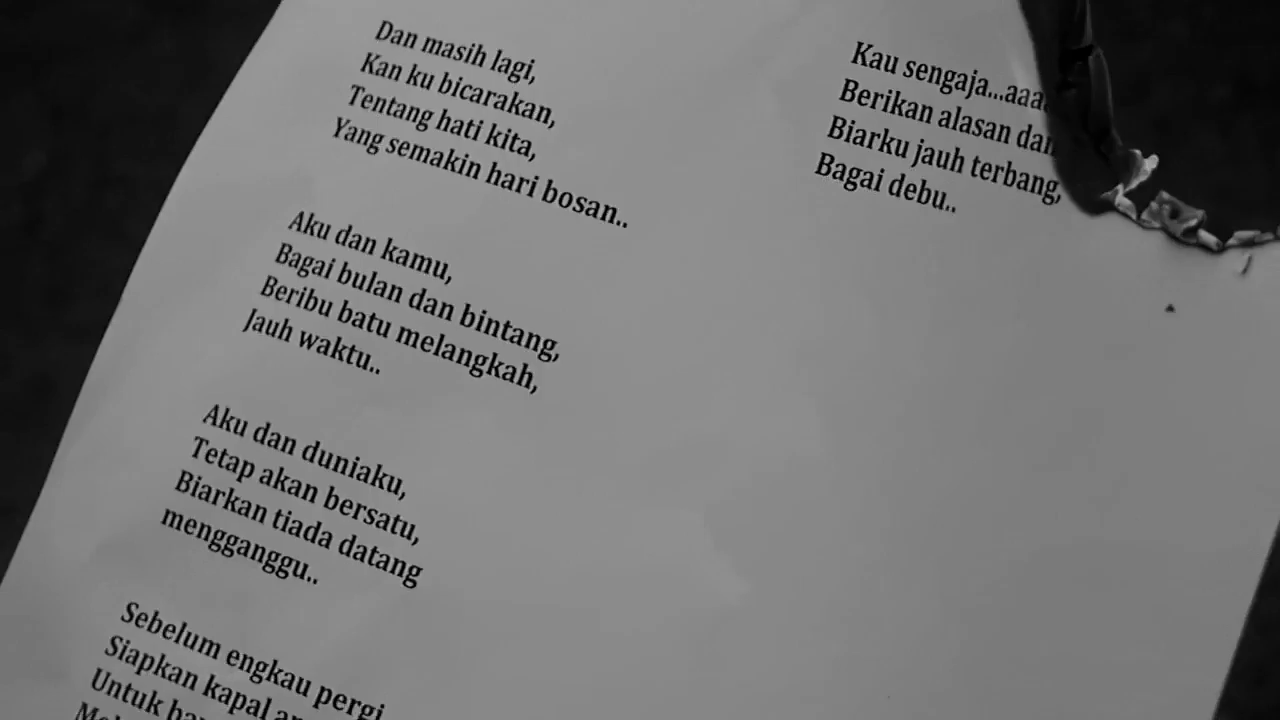 Dan masih lagi,
Kan ku bicarakan,
Tentang hati kita,
Yang semakin hari bosan..
Aku dan kamu,
Bagai bulan dan bintang,
Beribu batu melangkah,
Jauh waktu..
Aku dan duniaku,
Tetap akan bersatu,
Biarkan tiada datang
mengganggu..
Sebelum engkau pergi
Siapkan kapal
Untuk
Kau sengaja...aaa
Berikan alasan dan
Biarku jauh terbang,
Bagai debu..